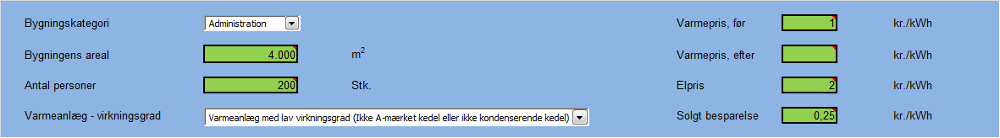 Bygningskategori Administration Varmepris, før 1 kr./kWh
Bygningens areal 4.000 m² Varmepris, efter kr./kWh
Antal personer 200 Stk. Elpris 2 kr./kWh
Varmeanlæg - virkningsgrad Varmeanlæg med lav virkningsgrad (Ikke A-mærket kedel eller ikke kondenserende kedel) Solgt besparelse 0,25 kr./kWh